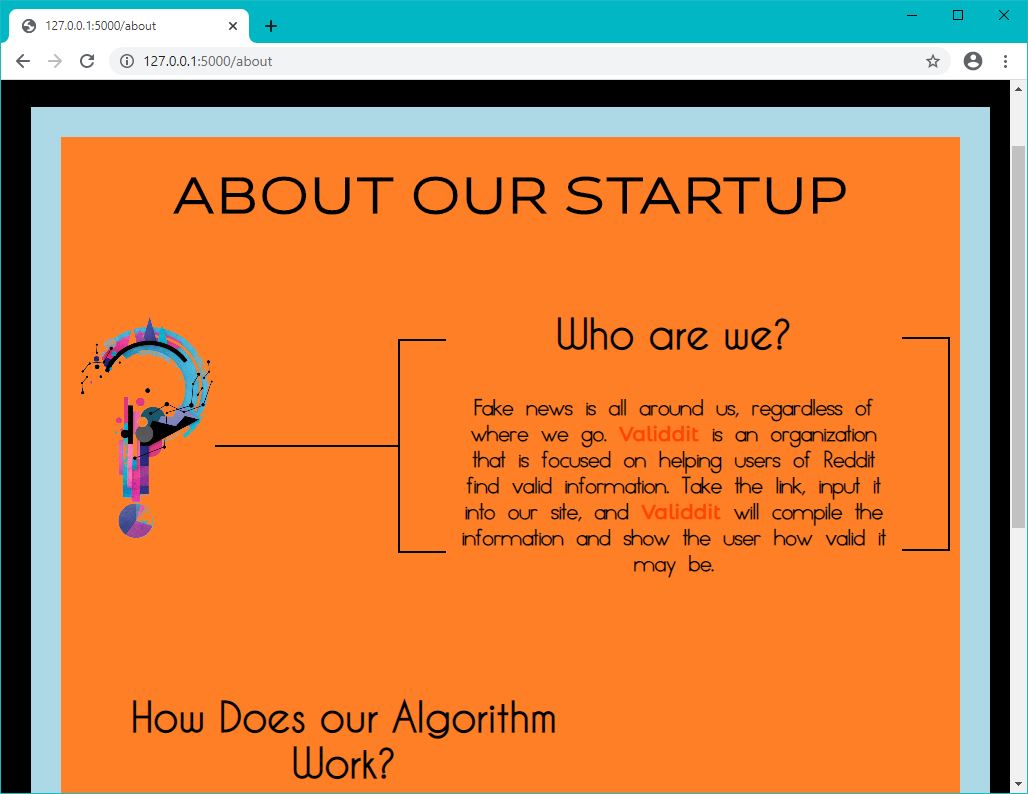 127.0.0.1:5000/about
127.0.0.1:5000/about
ABOUT OUR STARTUP
Who are we?
Fake news is all around us, regardless of
where we go. Validdit is an organization
that is focused on helping users of Reddit
find valid information. Take the link, input it
into our site, and Validdit will compile the
information and show the user how valid it
may be.
How Does our Algorithm
Work?